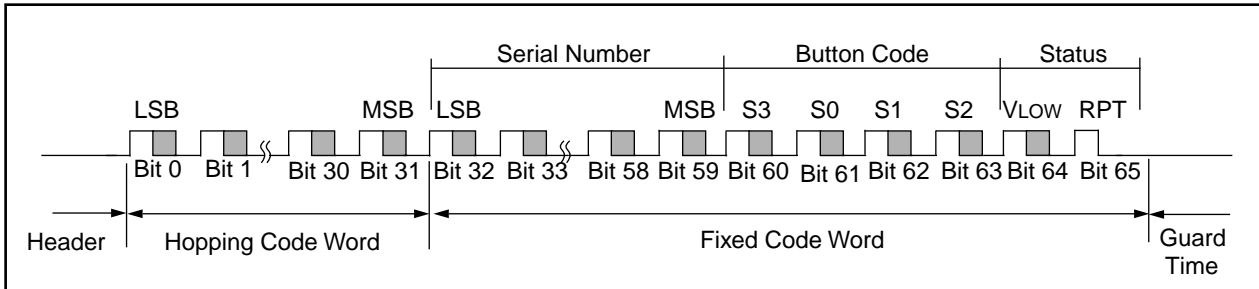 Serial Number Button Code Status
LSB MSB LSB MSB S3 S0 S1 S2 VLOW RPT
Bit 0 Bit 1 Bit 30 Bit 31 Bit 32 Bit 33 Bit 58 Bit 59 Bit 60 Bit 61 Bit 62 Bit 63 Bit 64 Bit 65
Header Hopping Code Word Fixed Code Word Guard
Time